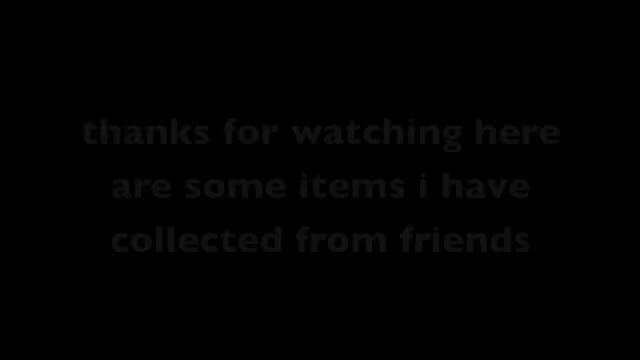 thanks for watching here
are some items i have
collected from friends